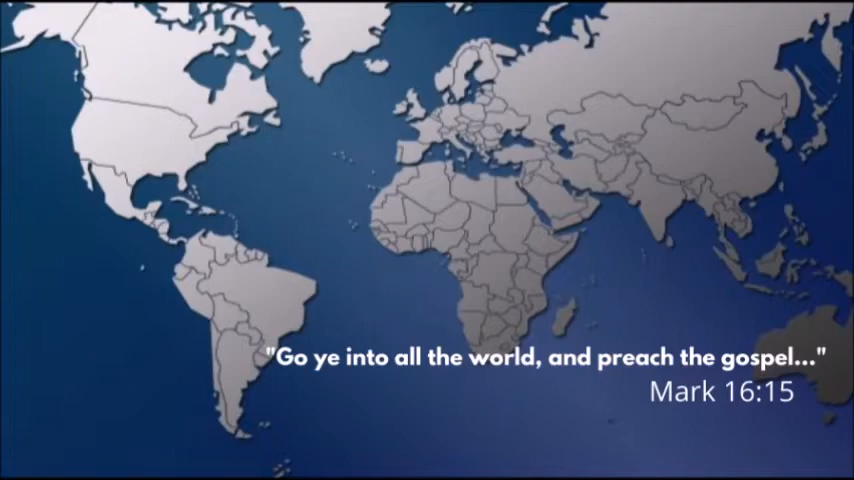 "Go ye into all the world, and preach the gospel..."
Mark 16:15